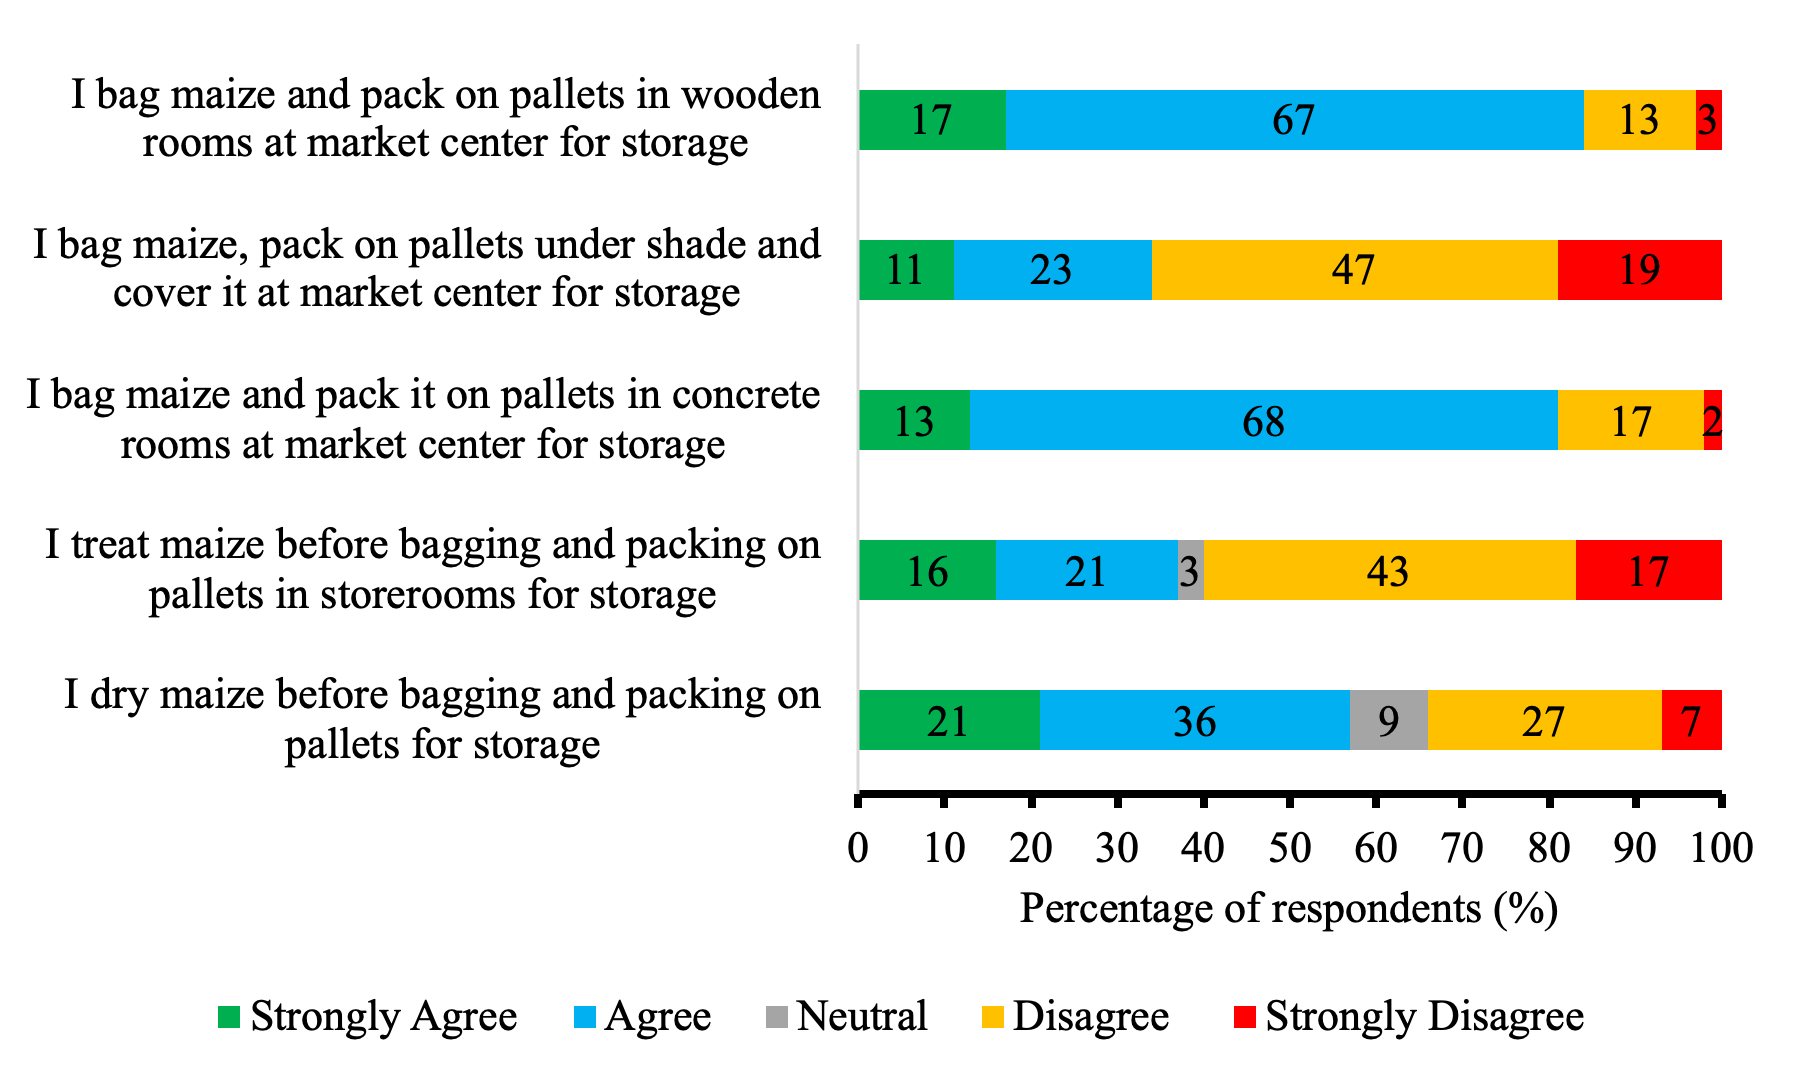 I bag maize and pack on pallets in wooden
rooms at market center for storage
17 67 13 3
I bag maize, pack on pallets under shade and
cover it at market center for storage
11 23 47 19
I bag maize and pack it on pallets in concrete
rooms at market center for storage
13 68 17 2
I treat maize before bagging and packing on
pallets in storerooms for storage
16 21 3 43 17
I dry maize before bagging and packing on
pallets for storage
21 36 9 27 7
0 10 20 30 40 50 60 70 80 90 100
Percentage of respondents (%)
Strongly Agree Agree Neutral Disagree Strongly Disagree